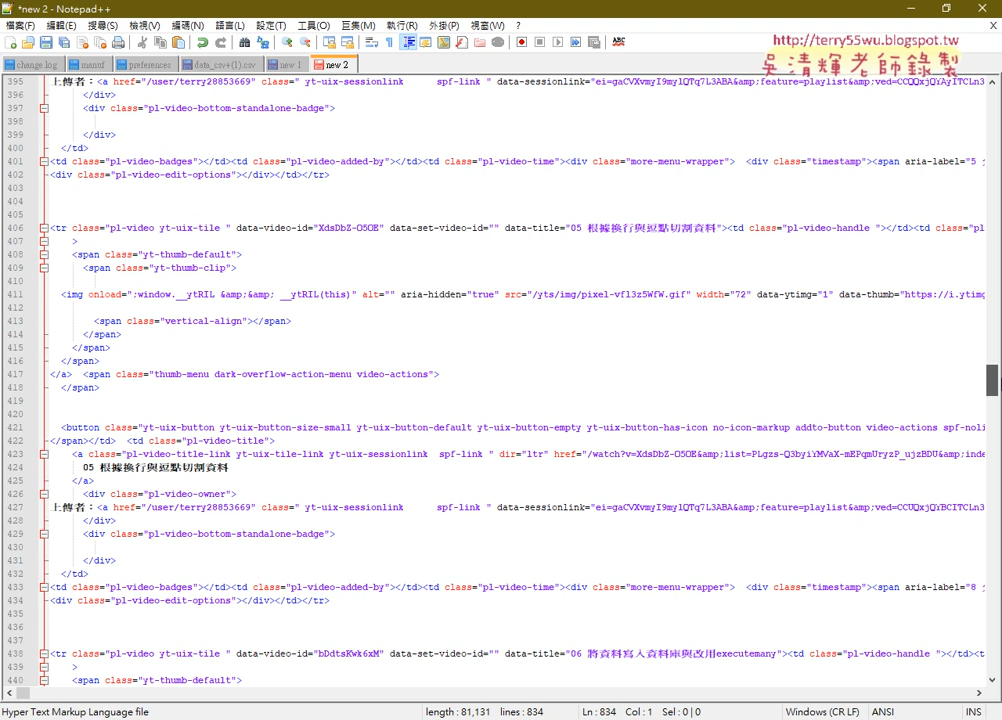 *new 2 - Notepad++
檔案(F) 編輯(E) 搜尋(S) 檢視(V) 編碼(N) 語言(L) 設定(T) 工具(O) 巨集(M) 執行(R) 外掛(P) 視窗(W) ?
http://terry55wu.blogspot.tw
吳清輝老師錄製
change.log manuf preferences data_csv+(1).csv new 1 new 2
395 上傳者：<a href="/user/terry28853669" class=" yt-uix-sessionlink spf-link " data-sessionlink="ei=gaCVXvmyI9mylQTq7L3ABA&amp;feature=playlist&amp;ved=CCQQxjQYAyITCLn3
396 </div>
397 <div class="pl-video-bottom-standalone-badge">
398
399 </div>
400 </td>
401 <td class="pl-video-badges"></td><td class="pl-video-added-by"></td><td class="pl-video-time"><div class="more-menu-wrapper"> <div class="timestamp"><span aria-label="5 分
402 <div class="pl-video-edit-options"></div></td></tr>
403
404
405
406 <tr class="pl-video yt-uix-tile " data-video-id="XdsDbZ-O5OE" data-set-video-id="" data-title="05 根據換行與逗點切割資料"><td class="pl-video-handle "></td><td class="pl
407 >
408 <span class="yt-thumb-default">
409 <span class="yt-thumb-clip">
410
411 <img onload=";window.__ytRIL &amp;&amp; __ytRIL(this)" alt="" aria-hidden="true" src="/yts/img/pixel-vfl3z5WfW.gif" width="72" data-ytimg="1" data-thumb="https://i.ytimg
412
413 <span class="vertical-align"></span>
414 </span>
415 </span>
416 </span>
417 </a> <span class="thumb-menu dark-overflow-action-menu video-actions">
418 </span>
419
420
421 <button class="yt-uix-button yt-uix-button-size-small yt-uix-button-default yt-uix-button-empty yt-uix-button-has-icon no-icon-markup addto-button video-actions spf-noli
422 </span></td> <td class="pl-video-title">
423 <a class="pl-video-title-link yt-uix-tile-link yt-uix-sessionlink spf-link " dir="ltr" href="/watch?v=XdsDbZ-O5OE&amp;list=PLgzs-Q3byiYMVaX-mEPqmUryzP_ujzBDU&amp;inde
424 05 根據換行與逗點切割資料
425 </a>
426 <div class="pl-video-owner">
427 上傳者：<a href="/user/terry28853669" class=" yt-uix-sessionlink spf-link " data-sessionlink="ei=gaCVXvmyI9mylQTq7L3ABA&amp;feature=playlist&amp;ved=CCUQxjQYBCITCLn3
428 </div>
429 <div class="pl-video-bottom-standalone-badge">
430
431 </div>
432 </td>
433 <td class="pl-video-badges"></td><td class="pl-video-added-by"></td><td class="pl-video-time"><div class="more-menu-wrapper"> <div class="timestamp"><span aria-label="8 分
434 <div class="pl-video-edit-options"></div></td></tr>
435
436
437
438 <tr class="pl-video yt-uix-tile " data-video-id="bDdtsKWk6xM" data-set-video-id="" data-title="06 將資料寫入資料庫與改用executemany"><td class="pl-video-handle "></td><t
439 >
440 <span class="yt-thumb-default">
Hyper Text Markup Language file length : 81,131 lines : 834 Ln : 834 Col : 1 Sel : 0 | 0 Windows (CR LF) ANSI INS